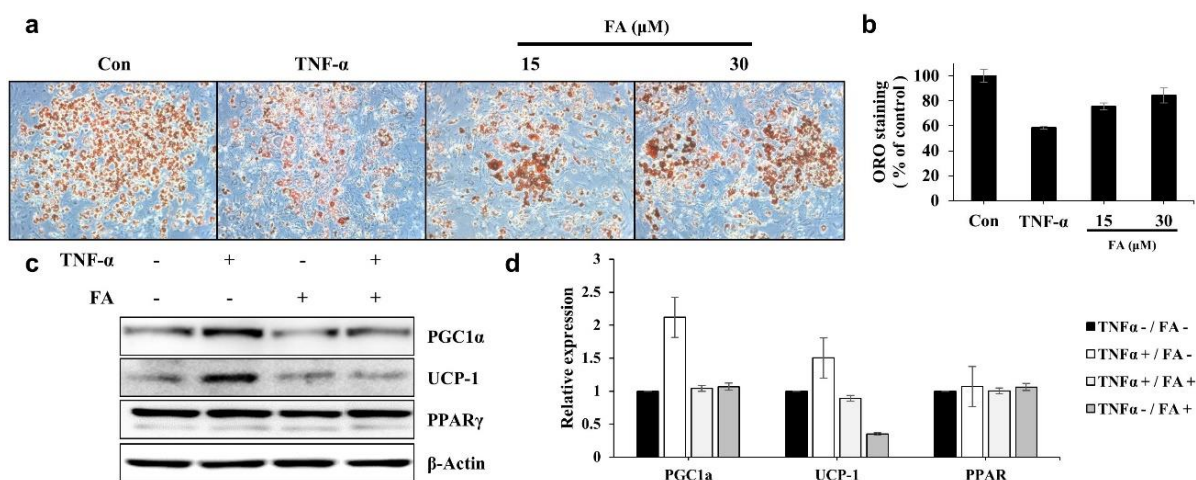 a
FA (μM)
Con TNF-α 15 30
b
ORO staining
( % of control)
100
80
60
40
20
0
Con TNF-α 15 30
FA (μM)
c
TNF-α - + - +
FA - - + +
PGC1α
UCP-1
PPARγ
β-Actin
d
Relative expression
3
2.5
2
1.5
1
0.5
0
PGC1a UCP-1 PPAR
TNFα - / FA -
TNFα + / FA -
TNFα + / FA +
TNFα - / FA +